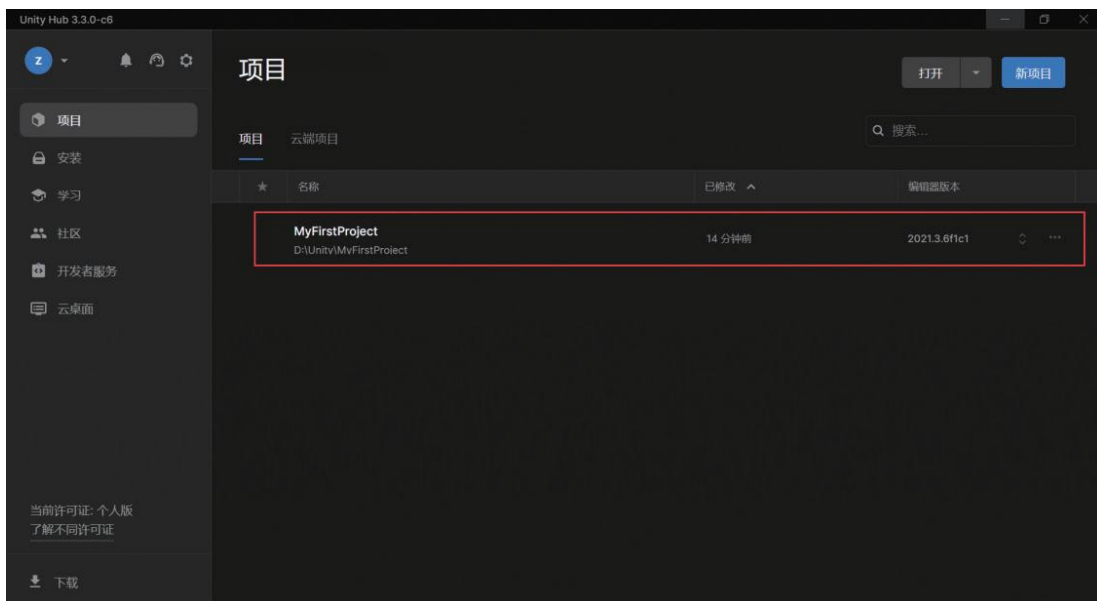 Unity Hub 3.3.0-c6
Z
项目
打开
新项目
项目
安装
学习
社区
开发者服务
云桌面
项目 云端项目
搜索...
名称 已修改 编辑器版本
MyFirstProject
D:\Unity\MyFirstProject
14 分钟前
2021.3.6f1c1
当前许可证: 个人版
了解不同许可证
下载